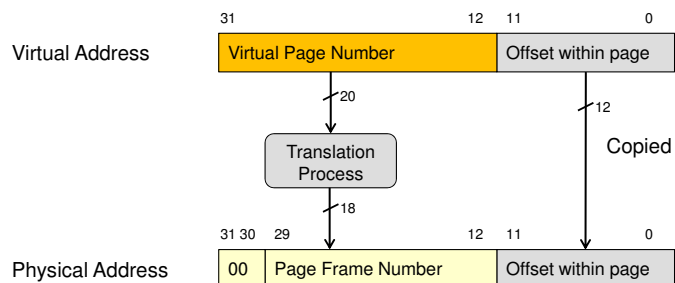 31 12 11 0
Virtual Address Virtual Page Number Offset within page
20 12
Translation Process Copied
18
31 30 29 12 11 0
Physical Address 00 Page Frame Number Offset within page